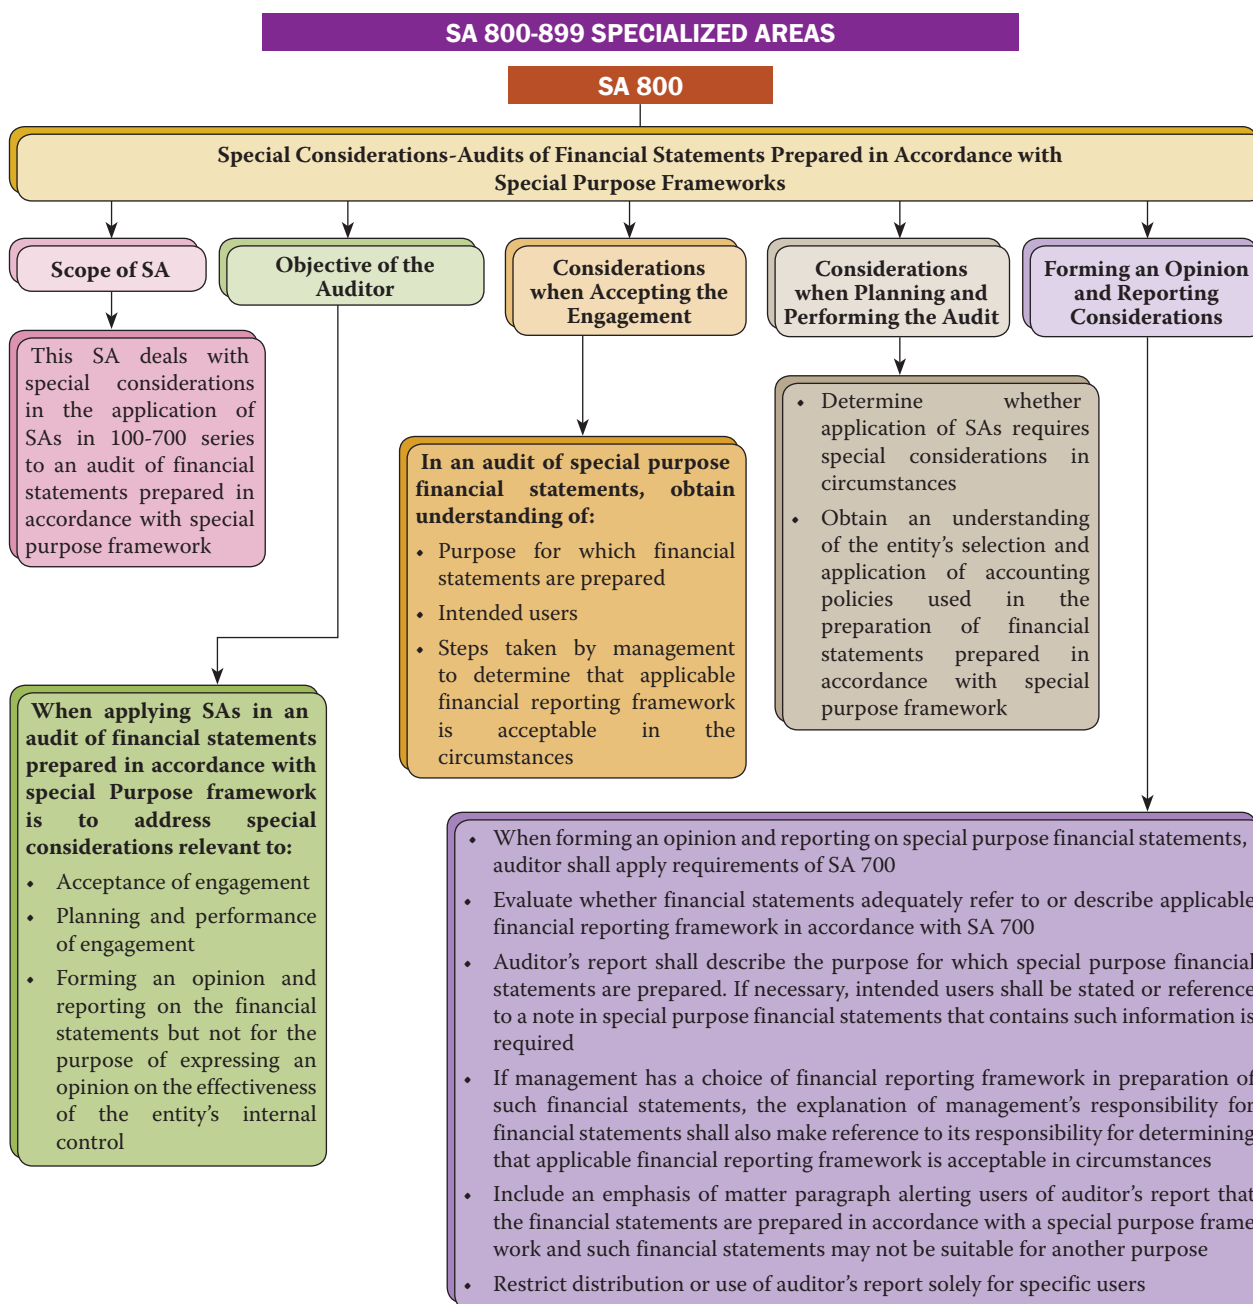 SA 800-899 SPECIALIZED AREAS
SA 800
Special Considerations-Audits of Financial Statements Prepared in Accordance with
Special Purpose Frameworks
Scope of SA
This SA deals with
special considerations
in the application of
SAs in 100-700 series
to an audit of financial
statements prepared in
accordance with special
purpose framework
Objective of the
Auditor
When applying SAs in an
audit of financial statements
prepared in accordance with
special Purpose framework
is to address special
considerations relevant to:
• Acceptance of engagement
• Planning and performance
of engagement
• Forming an opinion and
reporting on the financial
statements but not for the
purpose of expressing an
opinion on the effectiveness
of the entity's internal
control
Considerations
when Accepting the
Engagement
In an audit of special purpose
financial statements, obtain
understanding of:
• Purpose for which financial
statements are prepared
• Intended users
• Steps taken by management
to determine that applicable
financial reporting framework
is acceptable in the
circumstances
Considerations
when Planning and
Performing the Audit
• Determine whether
application of SAs requires
special considerations in
circumstances
• Obtain an understanding
of the entity's selection and
application of accounting
policies used in the
preparation of financial
statements prepared in
accordance with special
purpose framework
Forming an Opinion
and Reporting
Considerations
• When forming an opinion and reporting on special purpose financial statements,
auditor shall apply requirements of SA 700
• Evaluate whether financial statements adequately refer to or describe applicable
financial reporting framework in accordance with SA 700
• Auditor's report shall describe the purpose for which special purpose financial
statements are prepared. If necessary, intended users shall be stated or reference
to a note in special purpose financial statements that contains such information is
required
• If management has a choice of financial reporting framework in preparation of
such financial statements, the explanation of management's responsibility for
financial statements shall also make reference to its responsibility for determining
that applicable financial reporting framework is acceptable in circumstances
• Include an emphasis of matter paragraph alerting users of auditor's report that
the financial statements are prepared in accordance with a special purpose frame
work and such financial statements may not be suitable for another purpose
• Restrict distribution or use of auditor's report solely for specific users